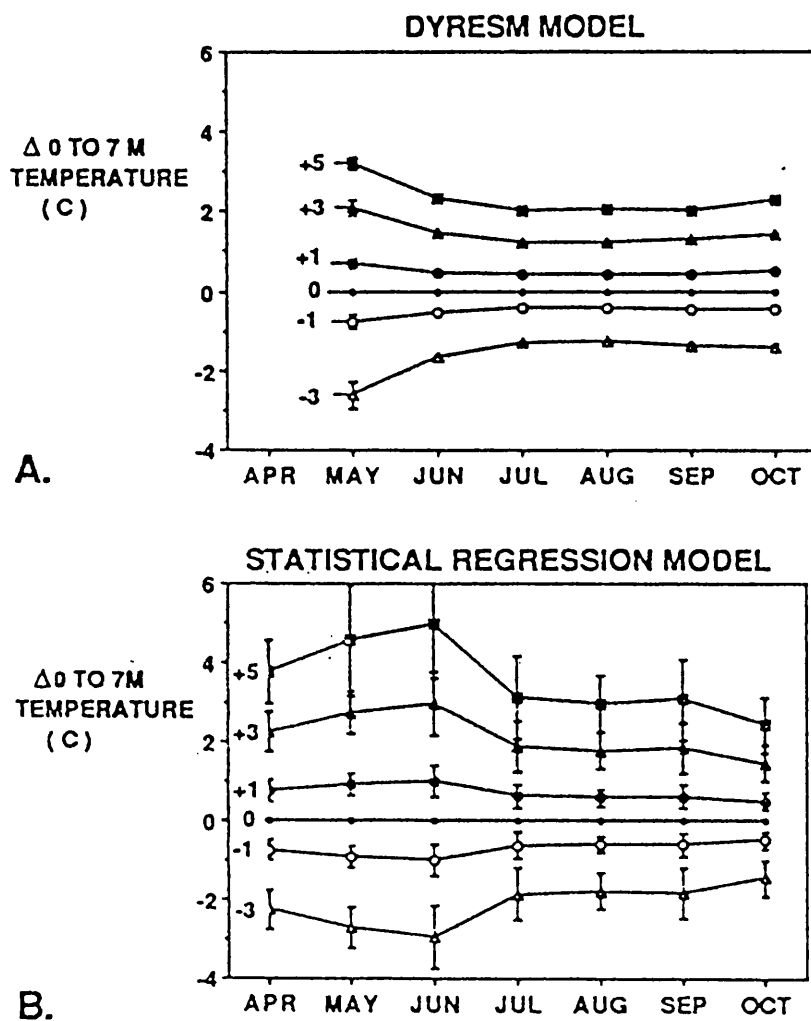 DYRESM MODEL
Δ 0 TO 7 M
TEMPERATURE
( C )
6
4
2
0
-2
-4
+5
+3
+1
0
-1
-3
A.
APR MAY JUN JUL AUG SEP OCT
STATISTICAL REGRESSION MODEL
Δ 0 TO 7M
TEMPERATURE
( C )
6
4
2
0
-2
-4
+5
+3
+1
0
-1
-3
B.
APR MAY JUN JUL AUG SEP OCT